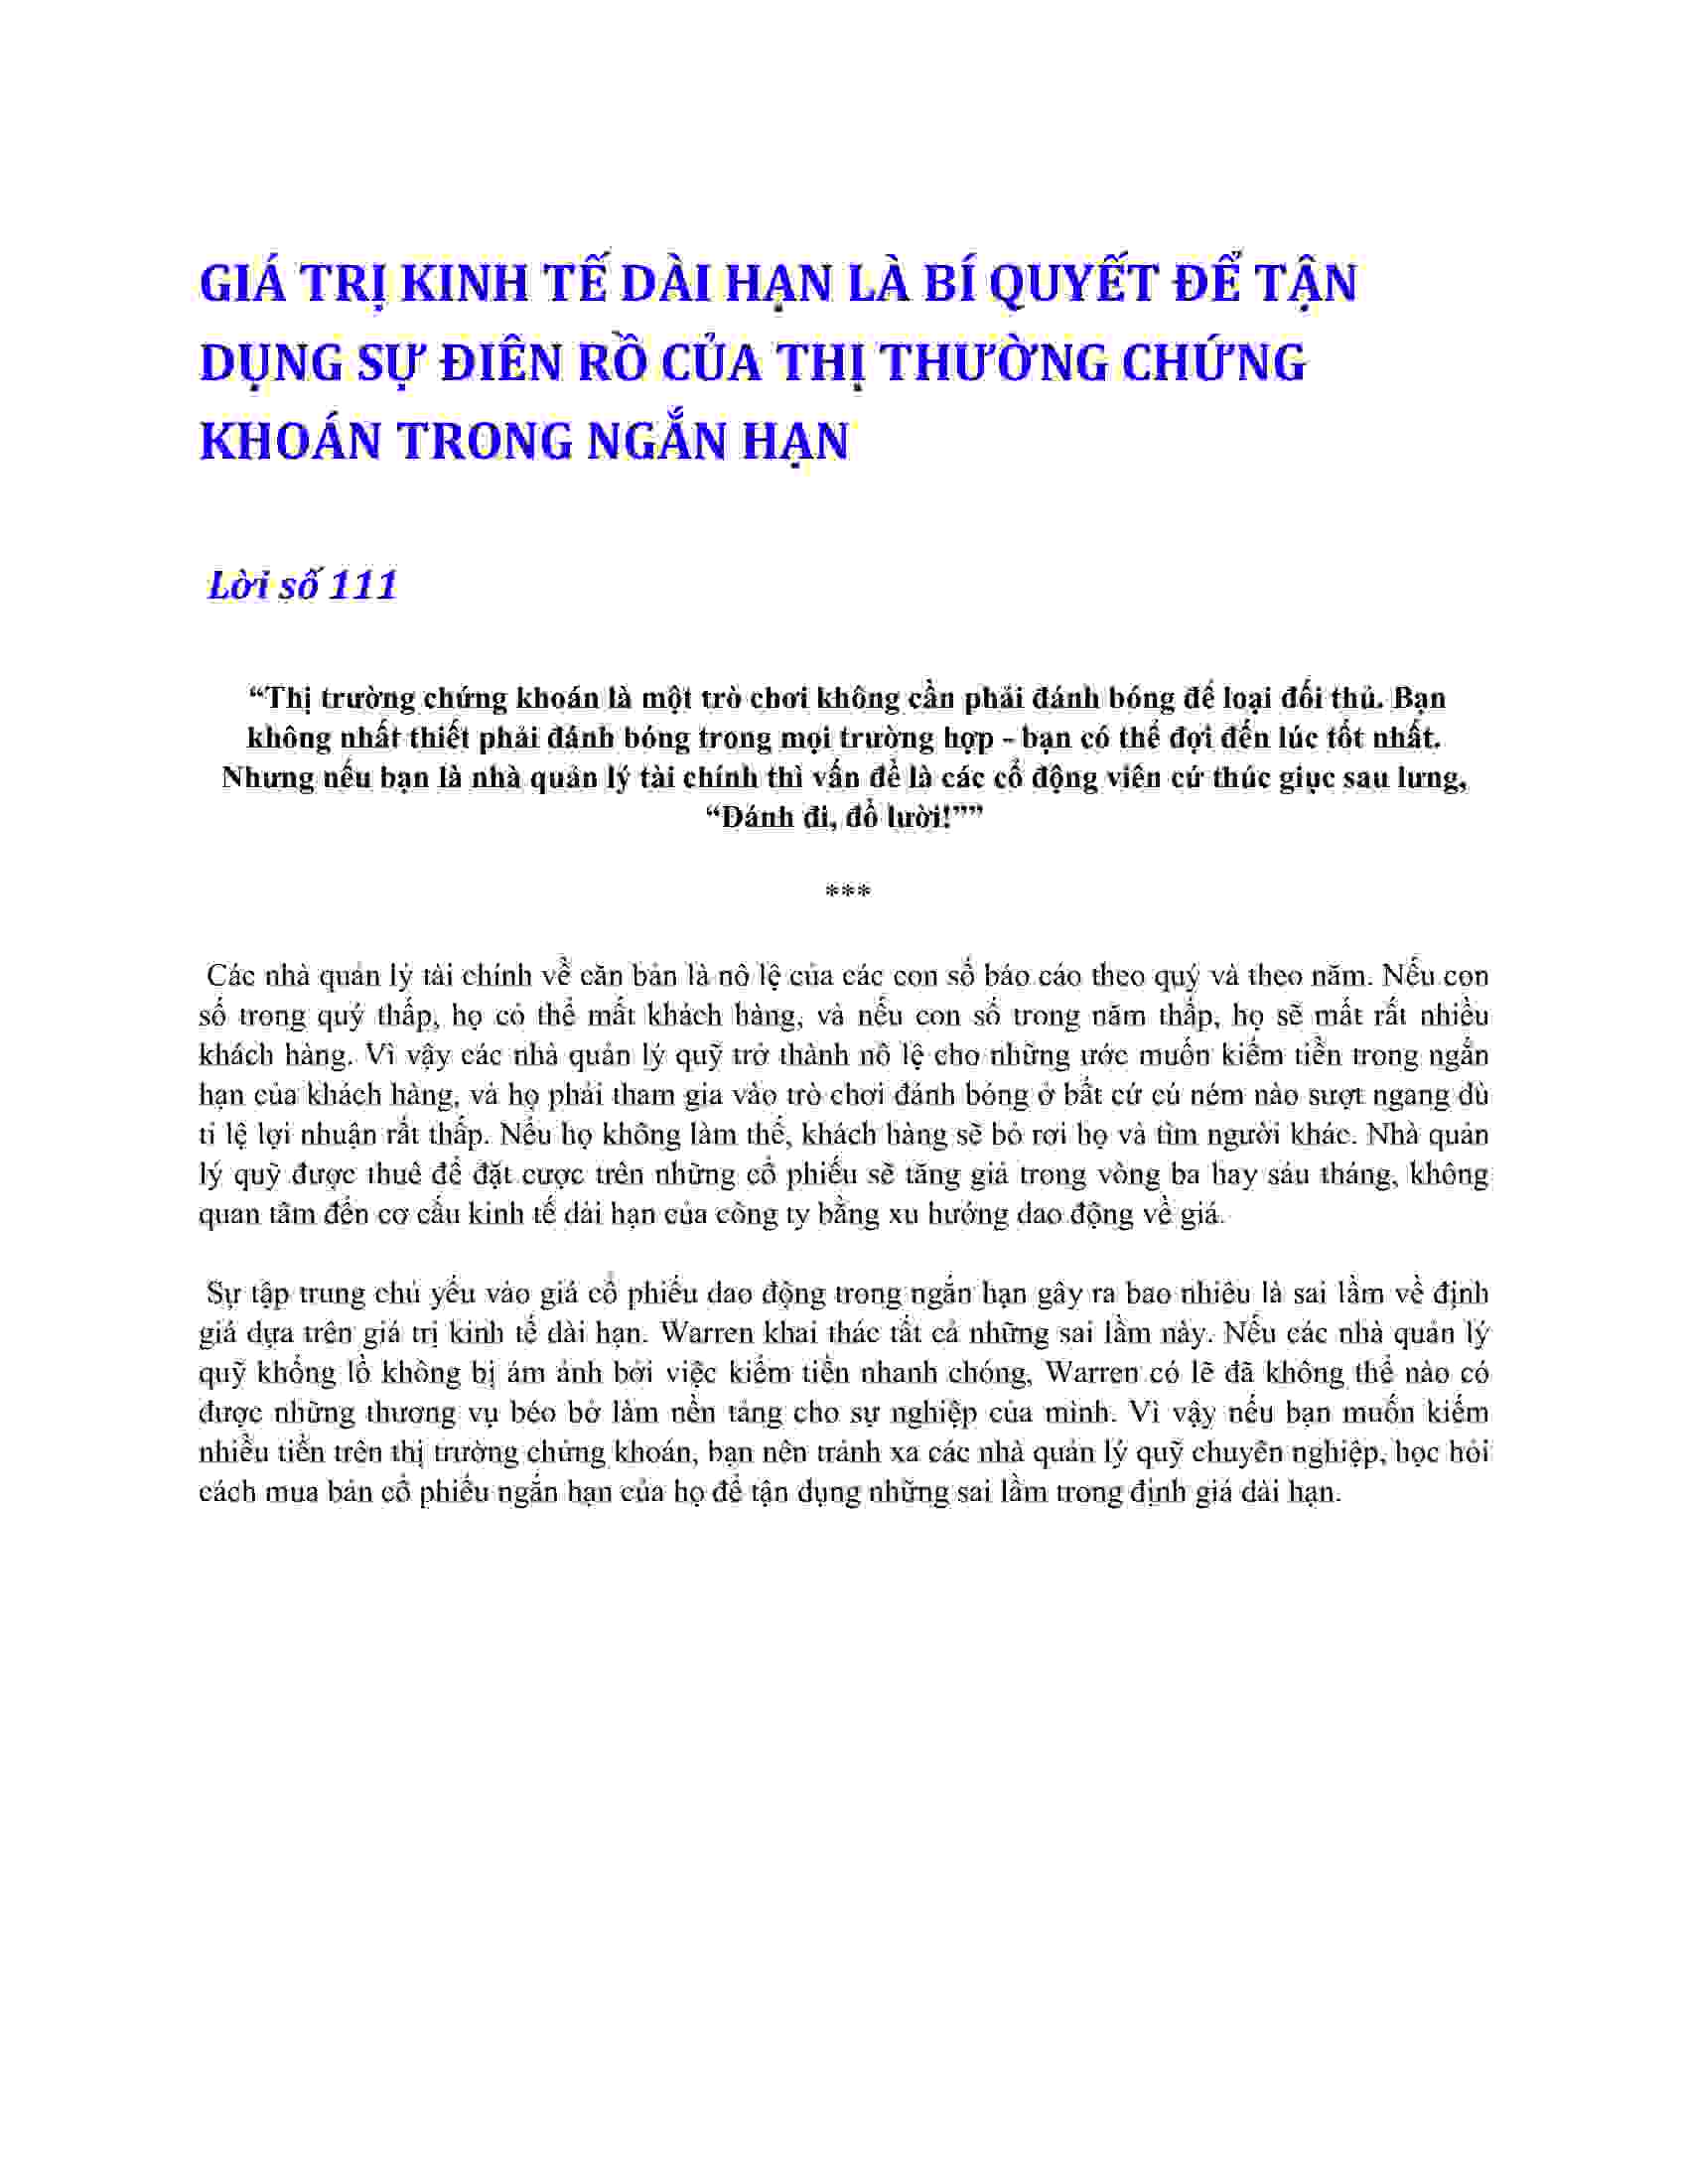 GIÁ TRỊ KINH TẾ DÀI HẠN LÀ BÍ QUYẾT ĐỂ TẬN
DỤNG SỰ ĐIÊN RỒ CỦA THỊ THƯỜNG CHỨNG
KHOÁN TRONG NGẮN HẠN
Lời số 111
“Thị trường chứng khoán là một trò chơi không cần phải đánh bóng để loại đối thủ. Bạn
không nhất thiết phải đánh bóng trong mọi trường hợp - bạn có thể đợi đến lúc tốt nhất.
Nhưng nếu bạn là nhà quản lý tài chính thì vấn đề là các cổ động viên cứ thúc giục sau lưng,
“Đánh đi, đồ lười!””
***
Các nhà quản lý tài chính về căn bản là nô lệ của các con số báo cáo theo quý và theo năm. Nếu con
số trong quý thấp, họ có thể mất khách hàng, và nếu con số trong năm thấp, họ sẽ mất rất nhiều
khách hàng. Vì vậy các nhà quản lý quỹ trở thành nô lệ cho những ước muốn kiếm tiền trong ngắn
hạn của khách hàng, và họ phải tham gia vào trò chơi đánh bóng ở bất cứ cú ném nào sượt ngang dù
tỉ lệ lợi nhuận rất thấp. Nếu họ không làm thế, khách hàng sẽ bỏ rơi họ và tìm người khác. Nhà quản
lý quỹ được thuê để đặt cược trên những cổ phiếu sẽ tăng giá trong vòng ba hay sáu tháng, không
quan tâm đến cơ cấu kinh tế dài hạn của công ty bằng xu hướng dao động về giá.
Sự tập trung chủ yếu vào giá cổ phiếu dao động trong ngắn hạn gây ra bao nhiêu là sai lầm về định
giá dựa trên giá trị kinh tế dài hạn. Warren khai thác tất cả những sai lầm này. Nếu các nhà quản lý
quỹ khổng lồ không bị ám ảnh bởi việc kiếm tiền nhanh chóng, Warren có lẽ đã không thể nào có
được những thương vụ béo bở làm nền tảng cho sự nghiệp của mình. Vì vậy nếu bạn muốn kiếm
nhiều tiền trên thị trường chứng khoán, bạn nên tránh xa các nhà quản lý quỹ chuyên nghiệp, học hỏi
cách mua bán cổ phiếu ngắn hạn của họ để tận dụng những sai lầm trong định giá dài hạn.